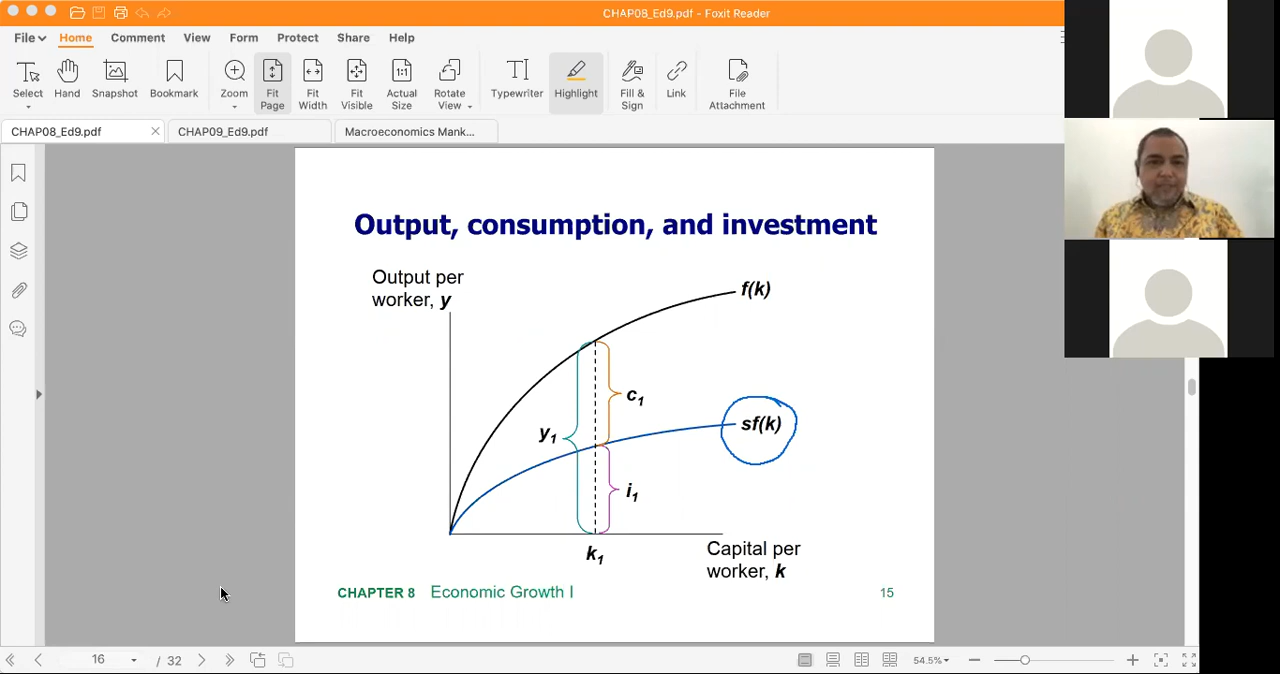 CHAP08_Ed9.pdf - Foxit Reader
File Home Comment View Form Protect Share Help
Select
Hand
Snapshot
Bookmark
Zoom
Fit
Page
Fit
Width
Fit
Visible
Actual
Size
Rotate
View
Typewriter
Highlight
Fill &
Sign
Link
File
Attachment
CHAP08_Ed9.pdf
CHAP09_Ed9.pdf
Macroeconomics Mank...
Output, consumption, and investment
Output per
worker, y
f(k)
c1
sf(k)
y1
i1
k1
Capital per
worker, k
CHAPTER 8 Economic Growth I
15
16 / 32
54.5%